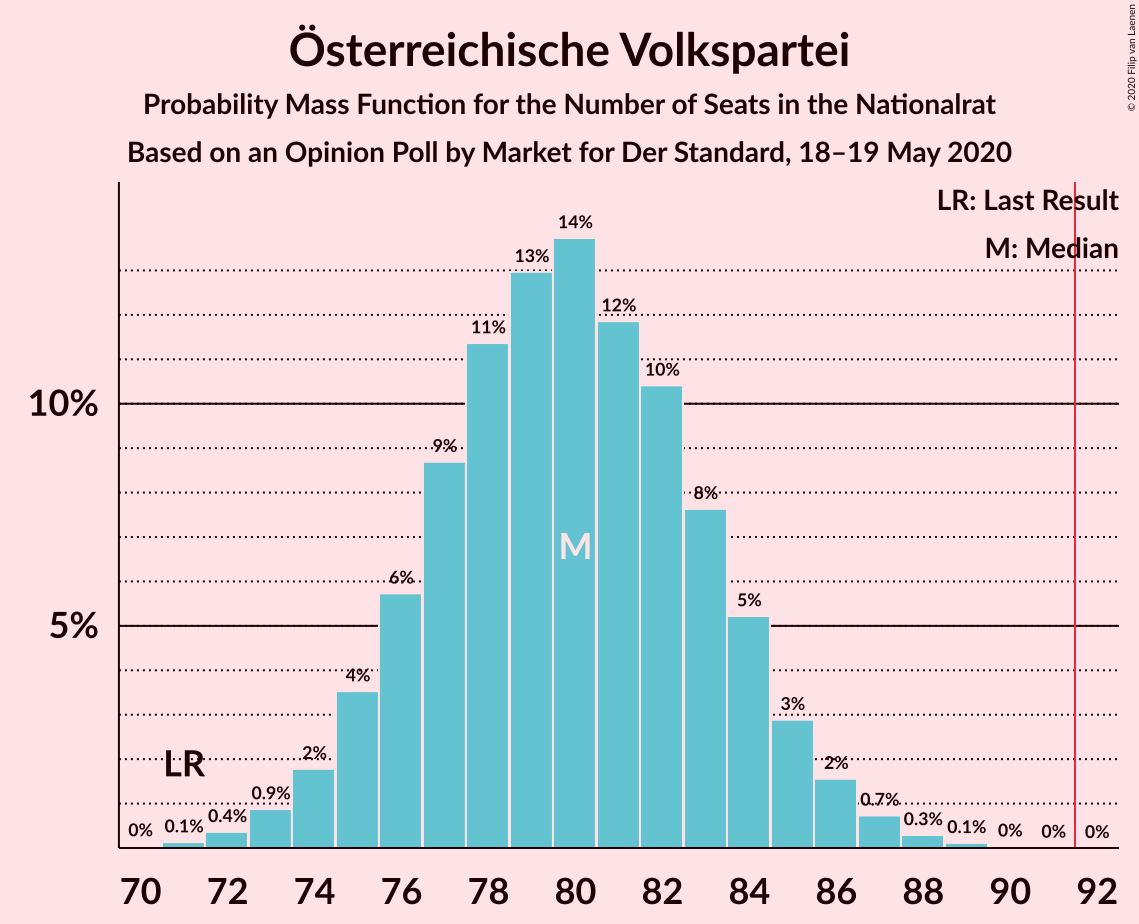 Österreichische Volkspartei
Probability Mass Function for the Number of Seats in the Nationalrat
Based on an Opinion Poll by Market for Der Standard, 18–19 May 2020
© 2020 Filip van Laenen
LR: Last Result
M: Median
10%
5%
0%
0.1%
0.4%
0.9%
2%
4%
6%
9%
11%
13%
14%
12%
10%
8%
5%
3%
2%
0.7%
0.3%
0.1%
0%
0%
0%
LR
M
70 72 74 76 78 80 82 84 86 88 90 92